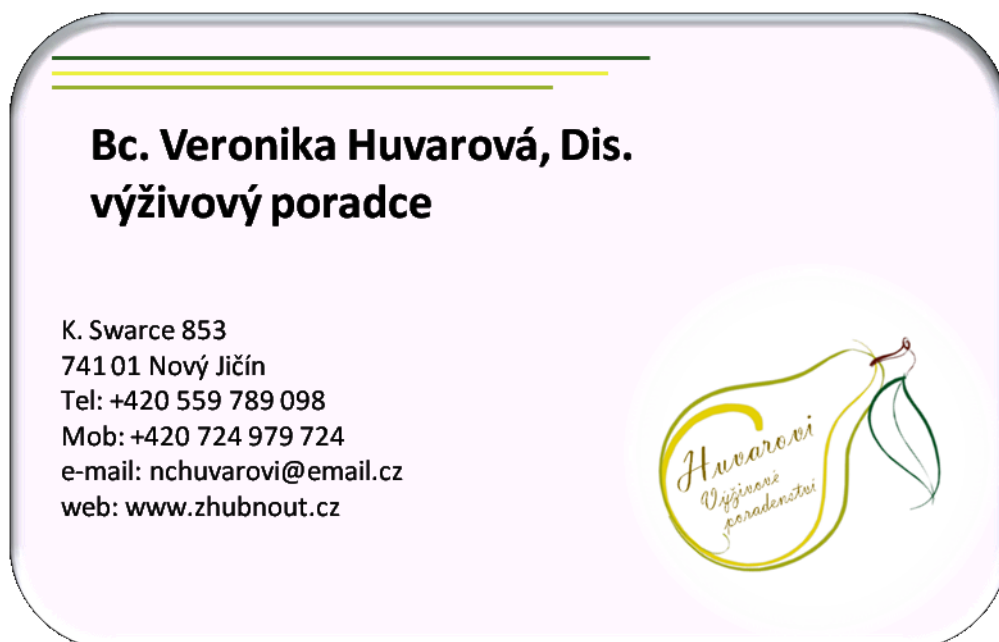 Bc. Veronika Huvarová, Dis.
výživový poradce
K. Swarce 853
741 01 Nový Jičín
Tel: +420 559 789 098
Mob: +420 724 979 724
e-mail: nchuvarovi@email.cz
web: www.zhubnout.cz
Huvarovi
Výživové
poradenství